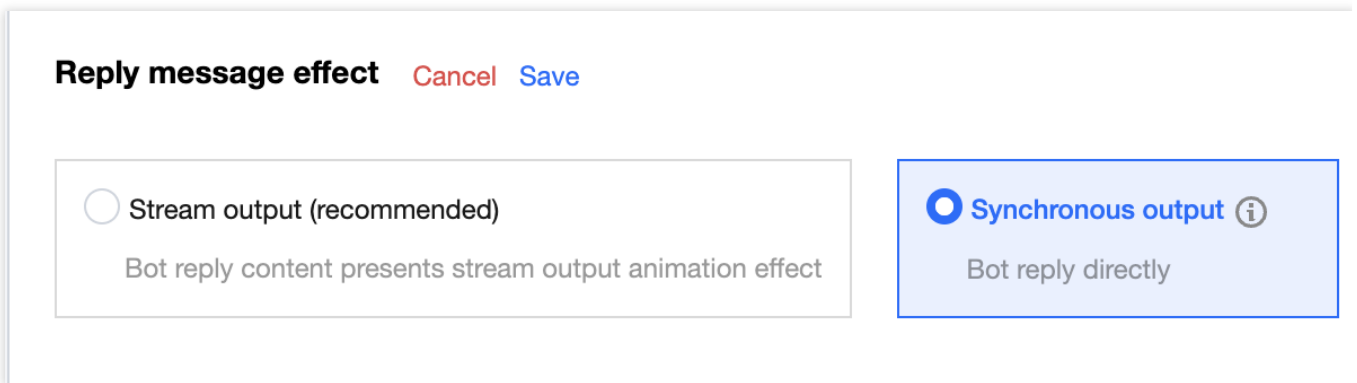 Reply message effect Cancel Save
Stream output (recommended)
Bot reply content presents stream output animation effect
Synchronous output
Bot reply directly